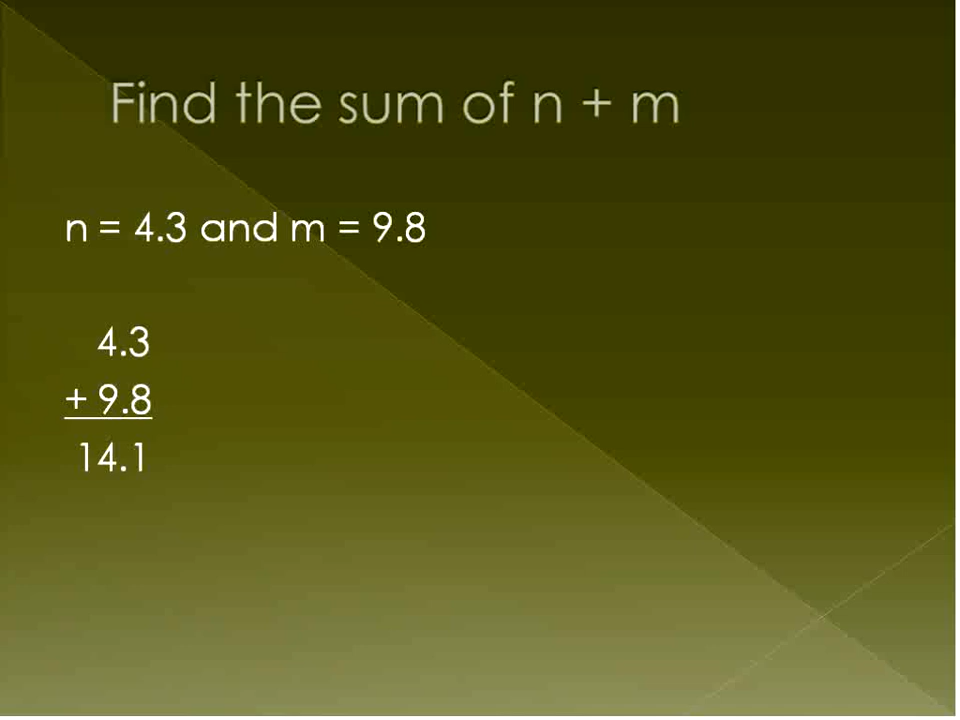 Find the sum of n + m
n = 4.3 and m = 9.8
4.3
+ 9.8
14.1